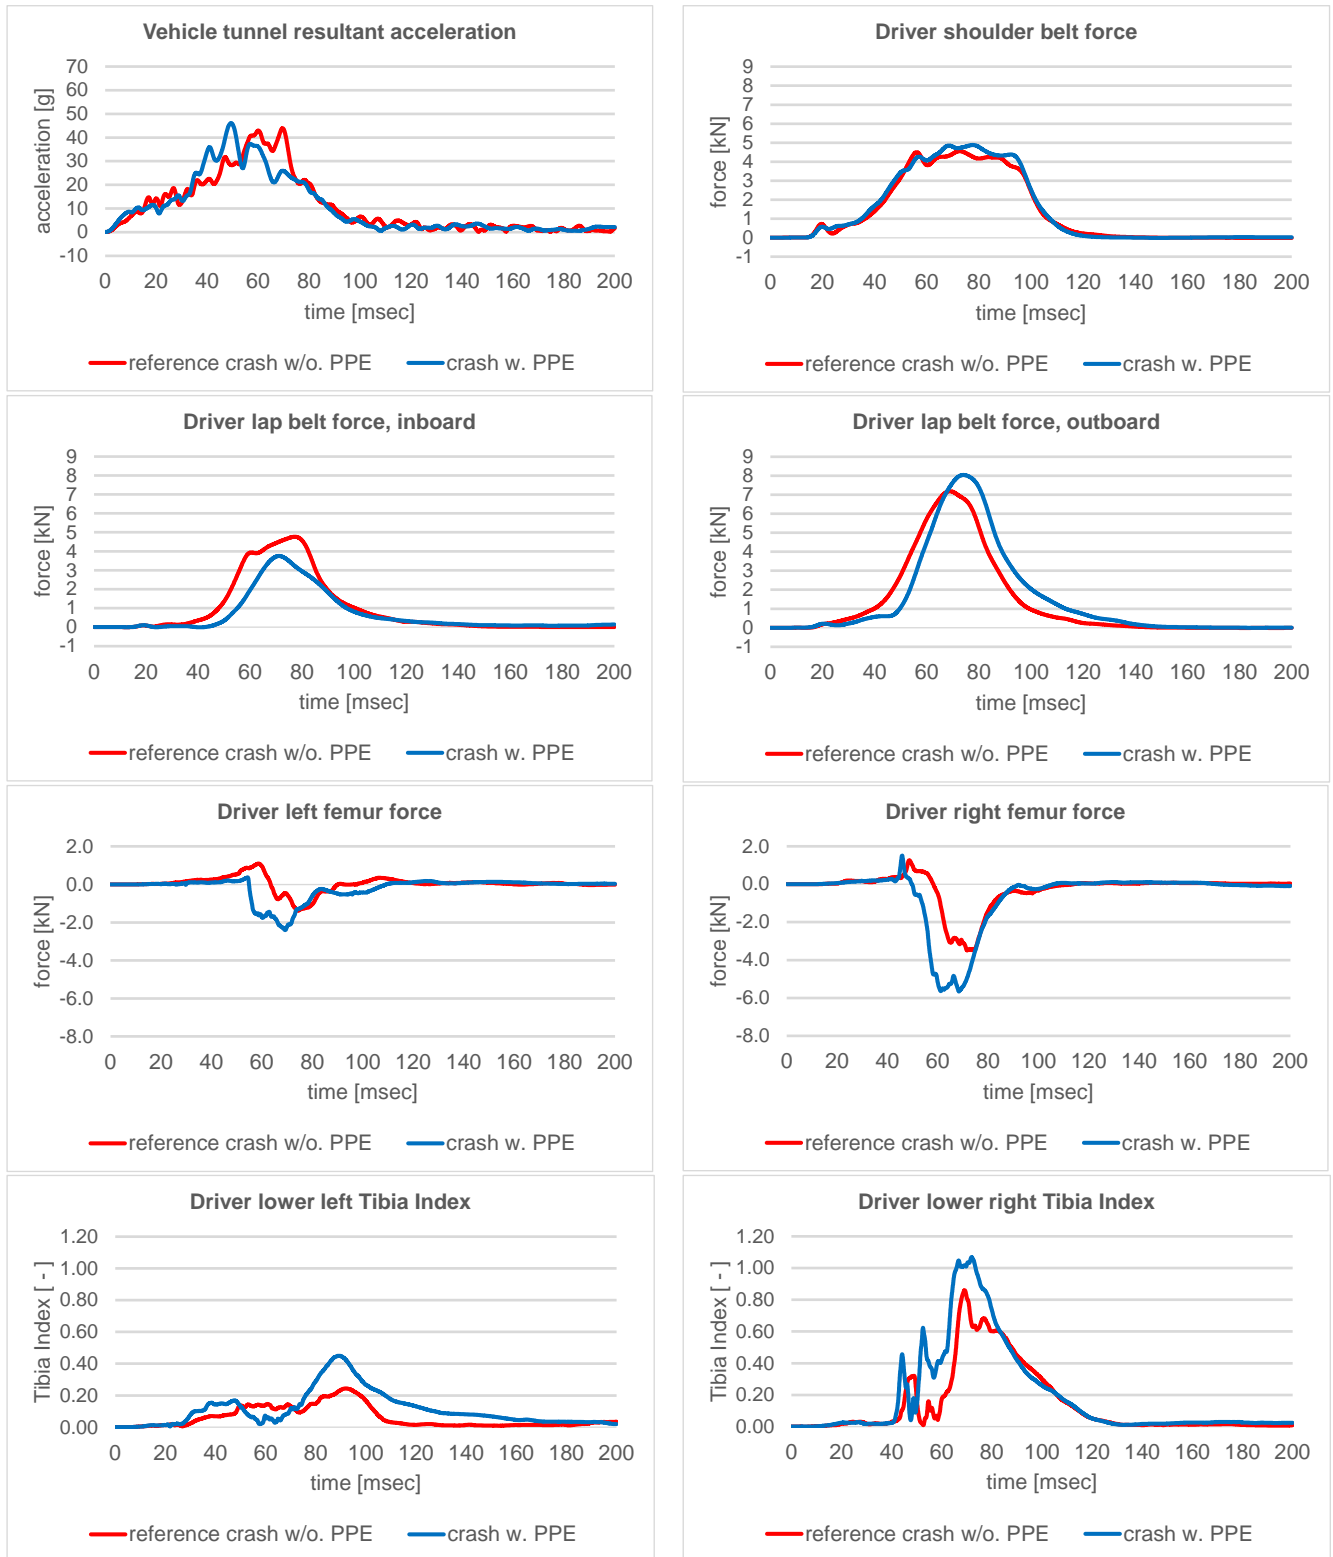 Vehicle tunnel resultant acceleration
acceleration [g]
70
60
50
40
30
20
10
0
-10
0 20 40 60 80 100 120 140 160 180 200
time [msec]
reference crash w/o. PPE crash w. PPE
Driver shoulder belt force
force [kN]
9
8
7
6
5
4
3
2
1
0
-1
0 20 40 60 80 100 120 140 160 180 200
time [msec]
reference crash w/o. PPE crash w. PPE
Driver lap belt force, inboard
force [kN]
9
8
7
6
5
4
3
2
1
0
-1
0 20 40 60 80 100 120 140 160 180 200
time [msec]
reference crash w/o. PPE crash w. PPE
Driver lap belt force, outboard
force [kN]
9
8
7
6
5
4
3
2
1
0
-1
0 20 40 60 80 100 120 140 160 180 200
time [msec]
reference crash w/o. PPE crash w. PPE
Driver left femur force
force [kN]
2.0
0.0
-2.0
-4.0
-6.0
-8.0
0 20 40 60 80 100 120 140 160 180 200
time [msec]
reference crash w/o. PPE crash w. PPE
Driver right femur force
force [kN]
2.0
0.0
-2.0
-4.0
-6.0
-8.0
0 20 40 60 80 100 120 140 160 180 200
time [msec]
reference crash w/o. PPE crash w. PPE
Driver lower left Tibia Index
Tibia Index [ - ]
1.20
1.00
0.80
0.60
0.40
0.20
0.00
0 20 40 60 80 100 120 140 160 180 200
time [msec]
reference crash w/o. PPE crash w. PPE
Driver lower right Tibia Index
Tibia Index [ - ]
1.20
1.00
0.80
0.60
0.40
0.20
0.00
0 20 40 60 80 100 120 140 160 180 200
time [msec]
reference crash w/o. PPE crash w. PPE